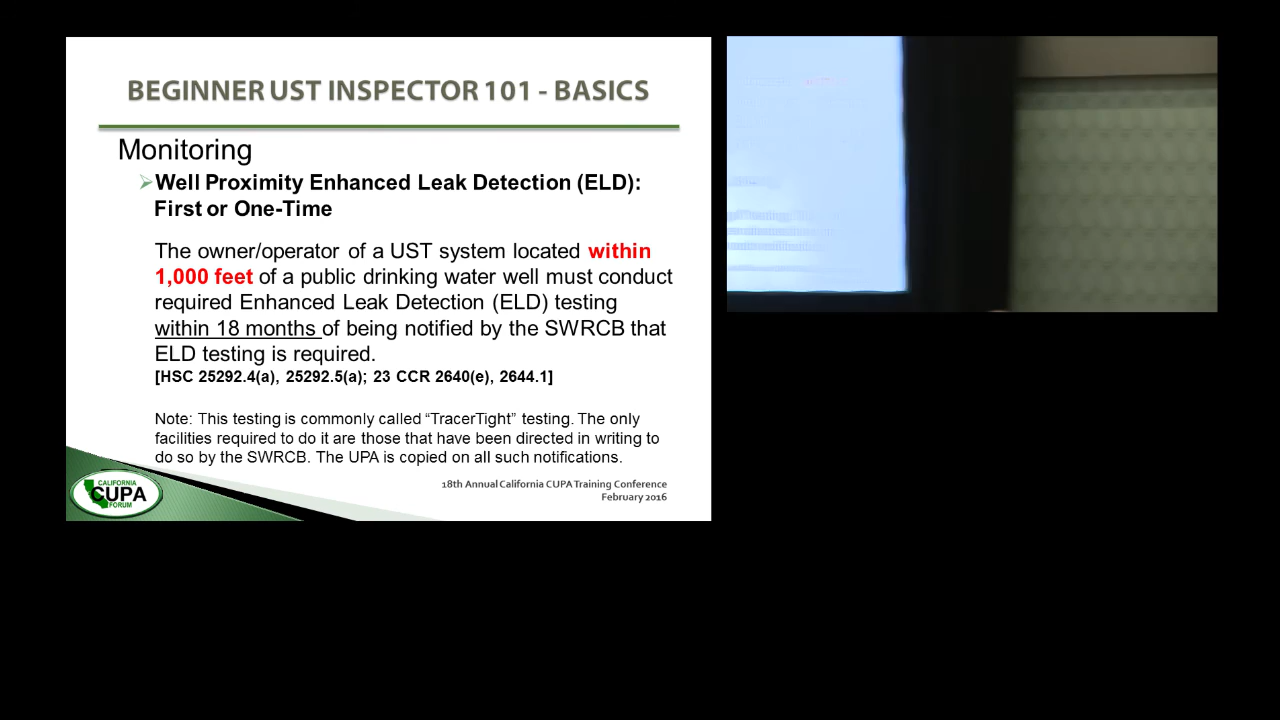 BEGINNER UST INSPECTOR 101 - BASICS
Monitoring
Well Proximity Enhanced Leak Detection (ELD):
First or One-Time
The owner/operator of a UST system located within
1,000 feet of a public drinking water well must conduct
required Enhanced Leak Detection (ELD) testing
within 18 months of being notified by the SWRCB that
ELD testing is required.
[HSC 25292.4(a), 25292.5(a); 23 CCR 2640(e), 2644.1]
Note: This testing is commonly called “TracerTight” testing. The only
facilities required to do it are those that have been directed in writing to
do so by the SWRCB. The UPA is copied on all such notifications.
18th Annual California CUPA Training Conference
February 2016
CALIFORNIA
CUPA
FORUM